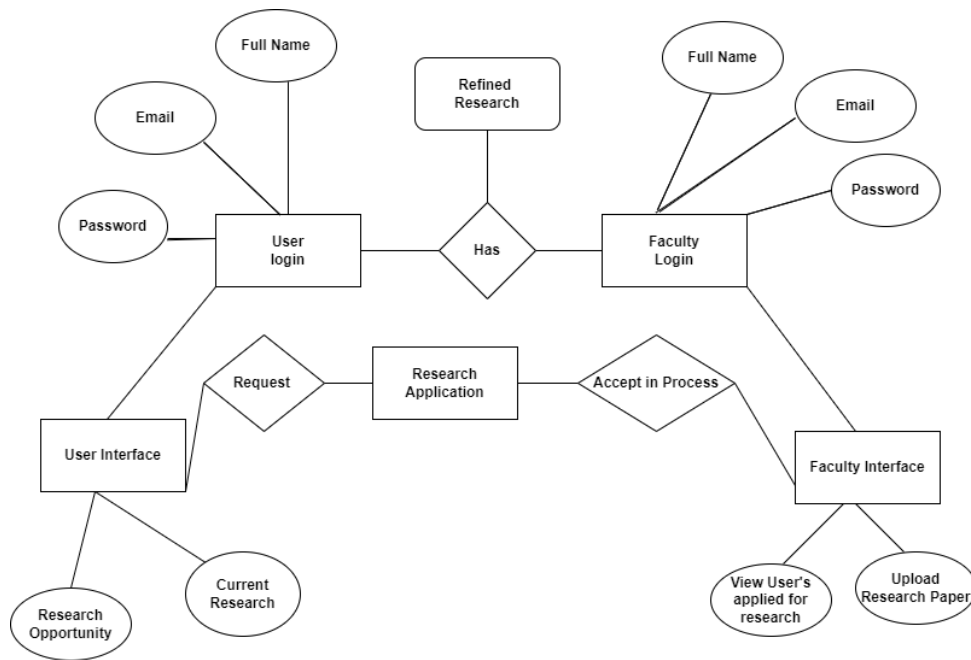 Full Name
Full Name
Refined
Research
Email
Email
Password
Password
User
login
Has
Faculty
Login
Request
Research
Application
Accept in Process
User Interface
Faculty Interface
Research
Opportunity
Current
Research
View User's
applied for
research
Upload
Research Paper